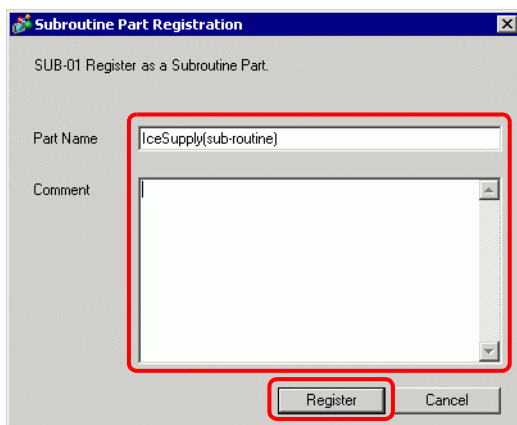 Subroutine Part Registration
SUB-01 Register as a Subroutine Part.
Part Name
IceSupply(sub-routine)
Comment
Register
Cancel